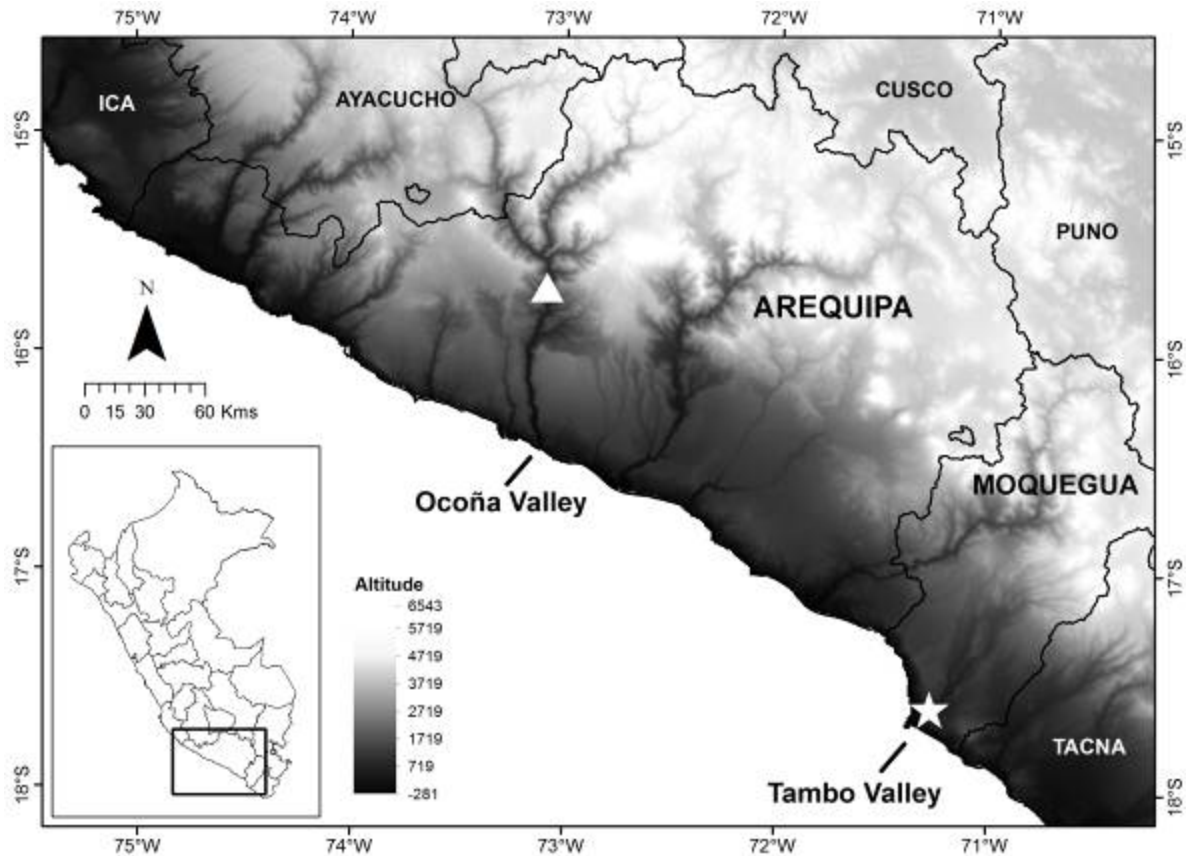 75°W 74°W 73°W 72°W 71°W
ICA
AYACUCHO
CUSCO
15°S
15°S
PUNO
AREQUIPA
N
16°S
16°S
0 15 30 60 Kms
MOQUEGUA
Ocoña Valley
17°S
17°S
Altitude
6543
5719
4719
3719
2719
1719
719
-281
TACNA
Tambo Valley
18°S
18°S
75°W 74°W 73°W 72°W 71°W